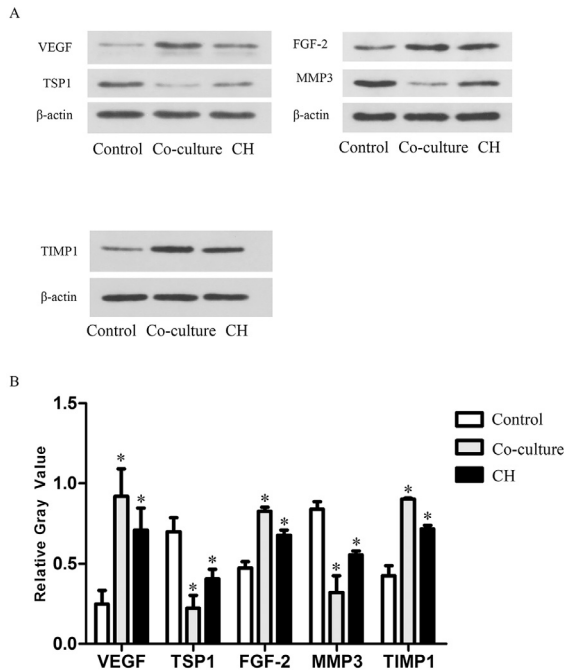 A
VEGF
TSP1
β-actin
Control Co-culture CH
FGF-2
MMP3
β-actin
Control Co-culture CH
TIMP1
β-actin
Control Co-culture CH
B
Relative Gray Value
1.5
1.0
0.5
0.0
* * * * * * * * * *
VEGF TSP1 FGF-2 MMP3 TIMP1
Control
Co-culture
CH